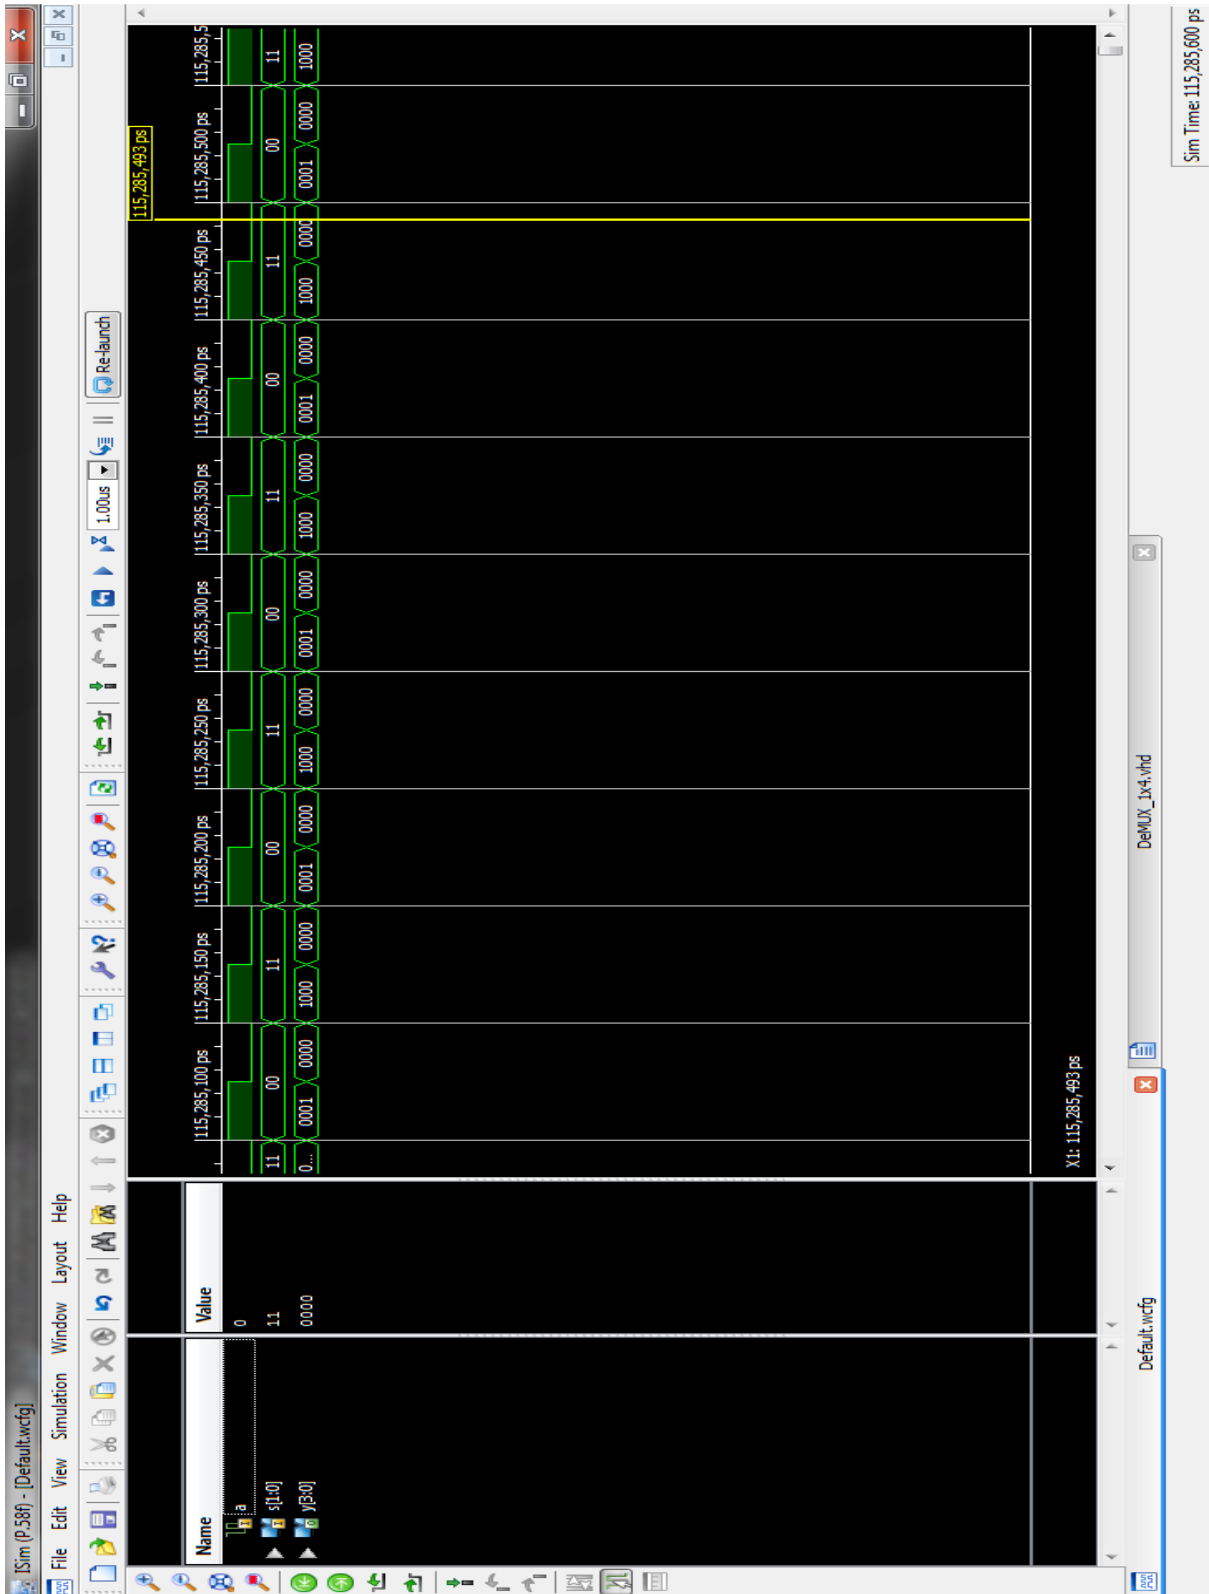 ISim (P.58f) - [Default.wcfg]
File Edit View Simulation Window Layout Help
1.00us Re-launch
115,285,493 ps
Name Value
115,285,100 ps 115,285,150 ps 115,285,200 ps 115,285,250 ps 115,285,300 ps 115,285,350 ps 115,285,400 ps 115,285,450 ps 115,285,500 ps 115,285,5
a 0
s[1:0] 11 11 00 11 00 11 00 11 00 11 00 11
y[3:0] 0000 0... 0001 0000 1000 0000 0001 0000 1000 0000 0001 0000 1000 0000 0001 0000 1000 0000 0001 0000 1000
X1: 115,285,493 ps
Default.wcfg DeMUX_1x4.vhd
Sim Time: 115,285,600 ps